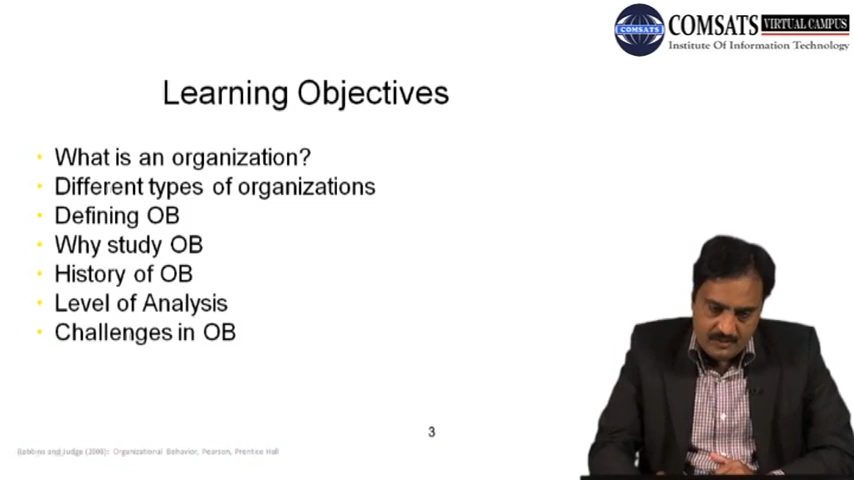 COMSATS
COMSATS VIRTUAL CAMPUS
Institute Of Information Technology
Learning Objectives
• What is an organization?
• Different types of organizations
• Defining OB
• Why study OB
• History of OB
• Level of Analysis
• Challenges in OB
3
Robbins and Judge (2008): Organizational Behavior, Pearson, Prentice Hall